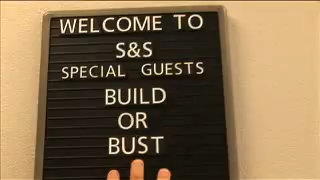 WELCOME TO
S&S
SPECIAL GUESTS
BUILD
OR
BUST